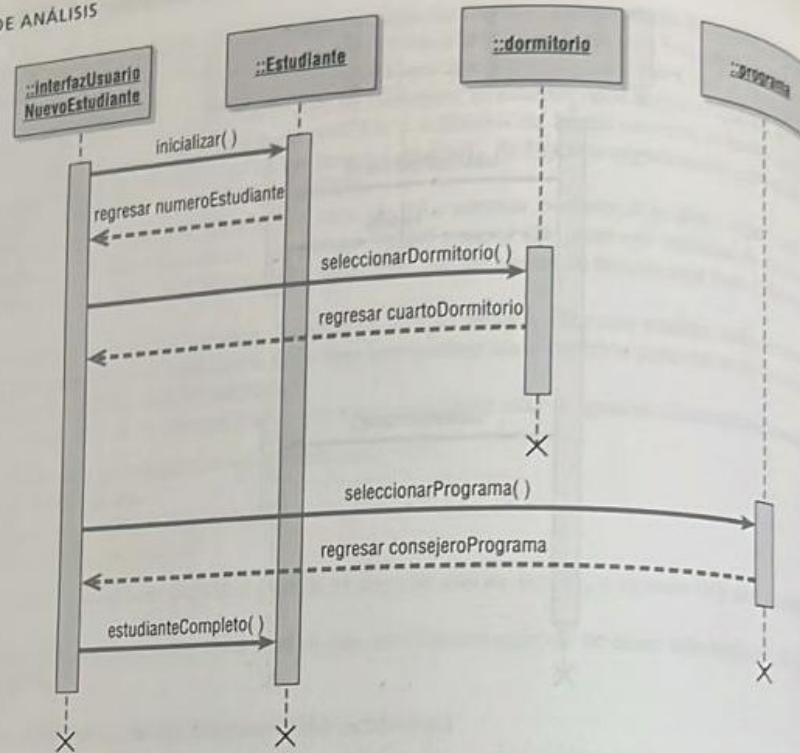 DE ANÁLISIS
::interfazUsuario
NuevoEstudiante
::Estudiante
::dormitorio
::programa
inicializar( )
regresar numeroEstudiante
seleccionarDormitorio( )
regresar cuartoDormitorio
seleccionarPrograma( )
regresar consejeroPrograma
estudianteCompleto( )